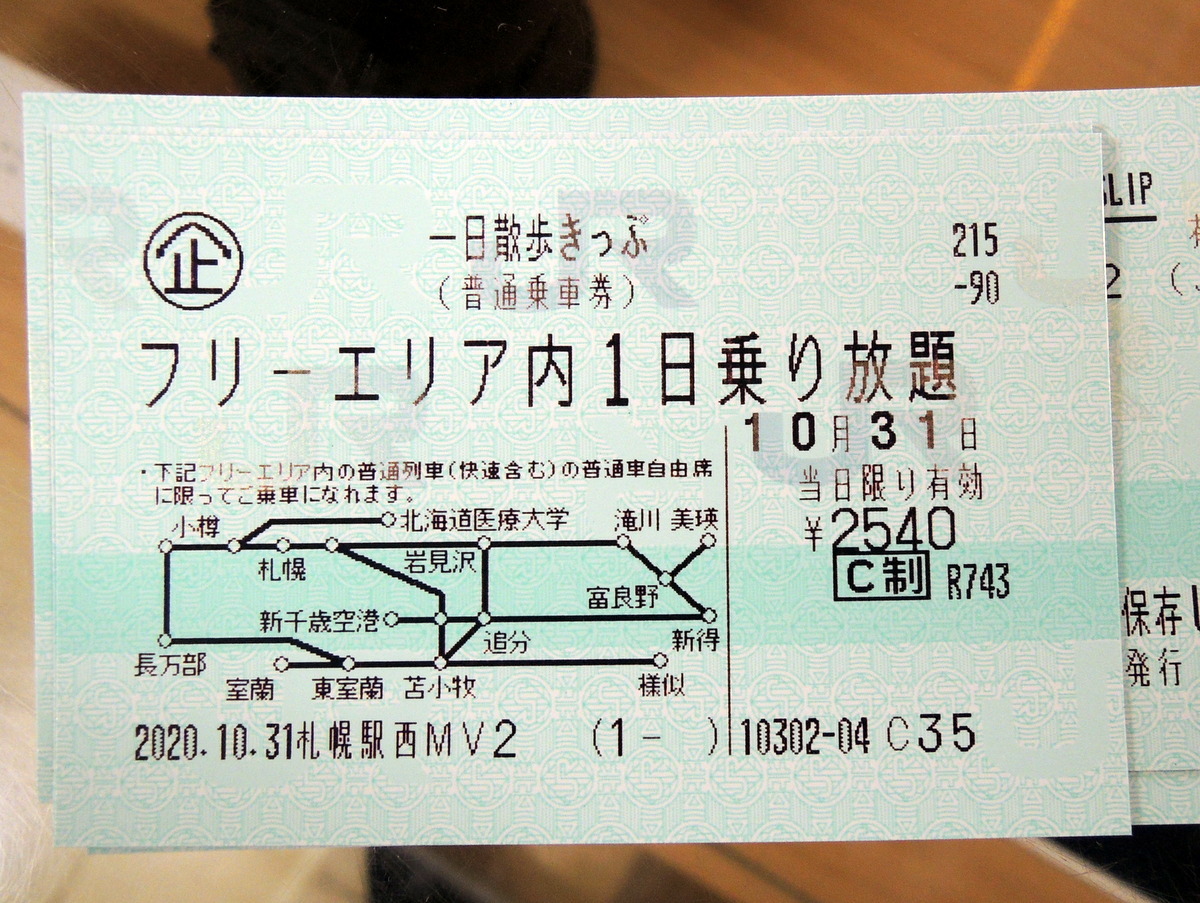 企 一日散歩きっぷ 215
(普通乗車券) -90
フリーエリア内1日乗り放題
10月31日
・下記フリーエリア内の普通列車(快速含む)の普通車自由席
に限ってご乗車になれます。
当日限り有効
¥2540
C制 R743
小樽 北海道医療大学 滝川 美瑛
札幌 岩見沢
富良野
新千歳空港
追分 新得
長万部
室蘭 東室蘭 苫小牧 様似
2020.10.31札幌駅西MV2 (1- ) 10302-04 C35
SLIP
2
保存
発行